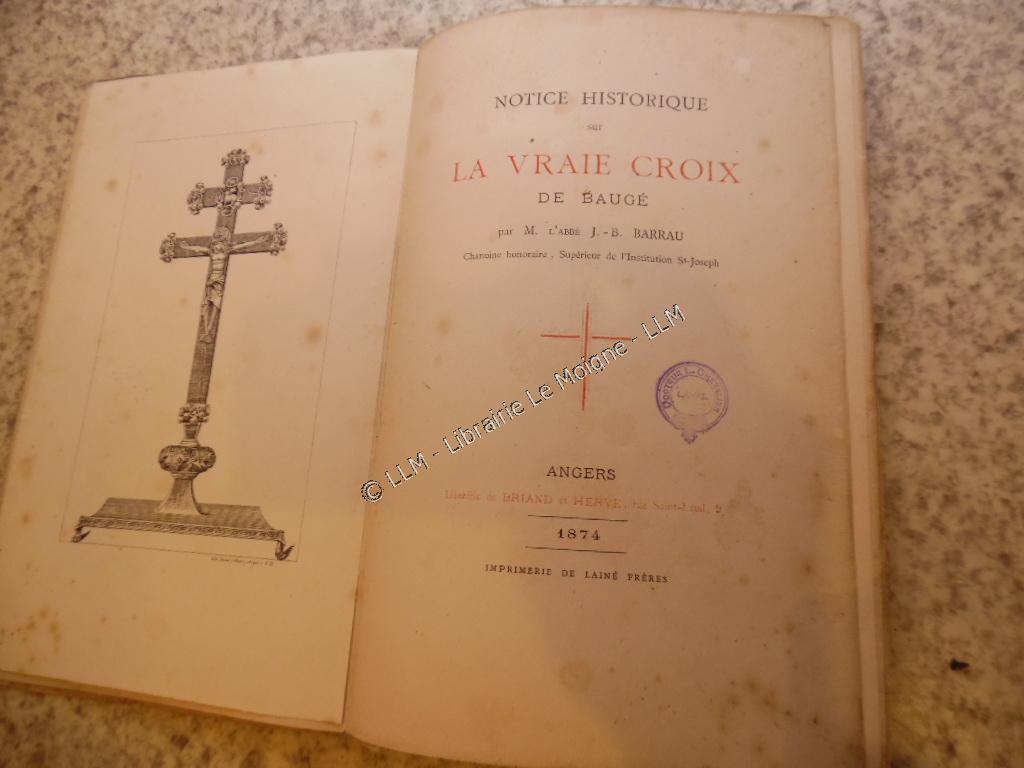 NOTICE HISTORIQUE
sur
LA VRAIE CROIX
DE BAUGÉ
par M. L'ABBÉ J.-B. BARRAU
Chanoine honoraire, Supérieur de l'Institution St-Joseph
ANGERS
Librairie de BRIAND et HERVÉ, rue Saint-Laud, 9
1874
IMPRIMERIE DE LAINÉ FRÈRES
© LLM - Librairie Le Moigne - LLM
DOCTEUR L.